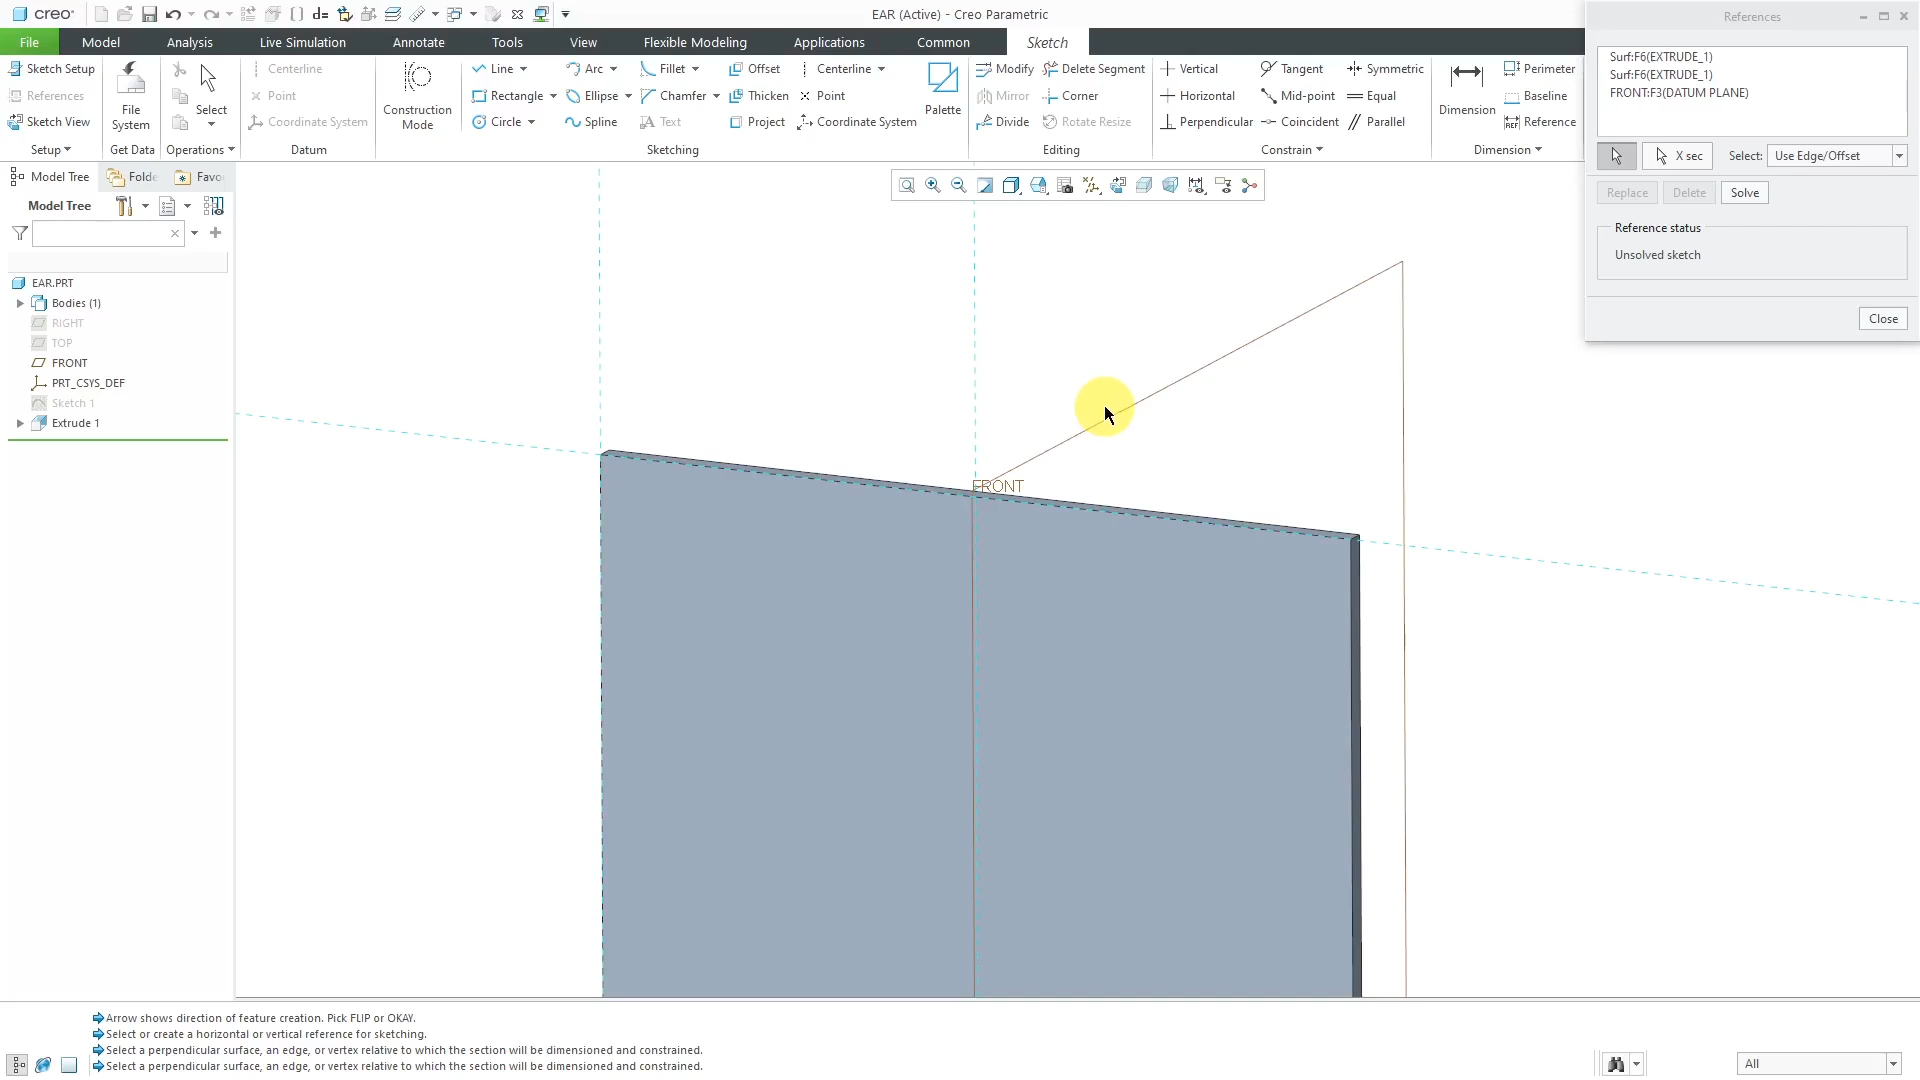 creo
EAR (Active) - Creo Parametric
References
File
Model
Analysis
Live Simulation
Annotate
Tools
View
Flexible Modeling
Applications
Common
Sketch
Surf:F6(EXTRUDE_1)
Surf:F6(EXTRUDE_1)
FRONT:F3(DATUM PLANE)
Sketch Setup
References
Sketch View
Setup
File System
Get Data
Select
Operations
Centerline
Point
Coordinate System
Datum
Construction Mode
Line
Arc
Fillet
Offset
Centerline
Rectangle
Ellipse
Chamfer
Thicken
Point
Circle
Spline
Text
Project
Coordinate System
Palette
Sketching
Modify
Delete Segment
Mirror
Corner
Divide
Rotate Resize
Editing
Vertical
Tangent
Symmetric
Horizontal
Mid-point
Equal
Perpendicular
Coincident
Parallel
Constrain
Dimension
Perimeter
Baseline
Reference
Dimension
X sec
Select:
Use Edge/Offset
Replace
Delete
Solve
Reference status
Unsolved sketch
Close
Model Tree
Folde
Favo
Model Tree
EAR.PRT
Bodies (1)
RIGHT
TOP
FRONT
PRT_CSYS_DEF
Sketch 1
Extrude 1
FRONT
Arrow shows direction of feature creation. Pick FLIP or OKAY.
Select or create a horizontal or vertical reference for sketching.
Select a perpendicular surface, an edge, or vertex relative to which the section will be dimensioned and constrained.
Select a perpendicular surface, an edge, or vertex relative to which the section will be dimensioned and constrained.
All